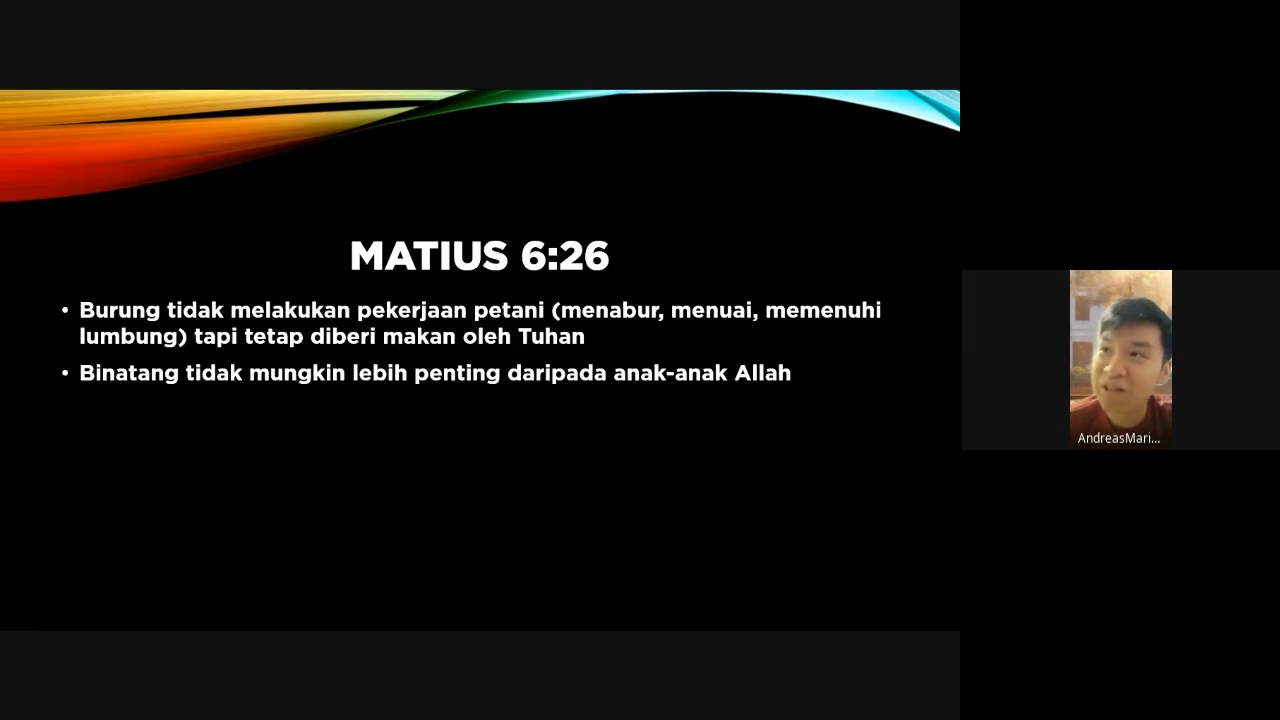 MATIUS 6:26
• Burung tidak melakukan pekerjaan petani (menabur, menuai, memenuhi
lumbung) tapi tetap diberi makan oleh Tuhan
• Binatang tidak mungkin lebih penting daripada anak-anak Allah
AndreasMari...